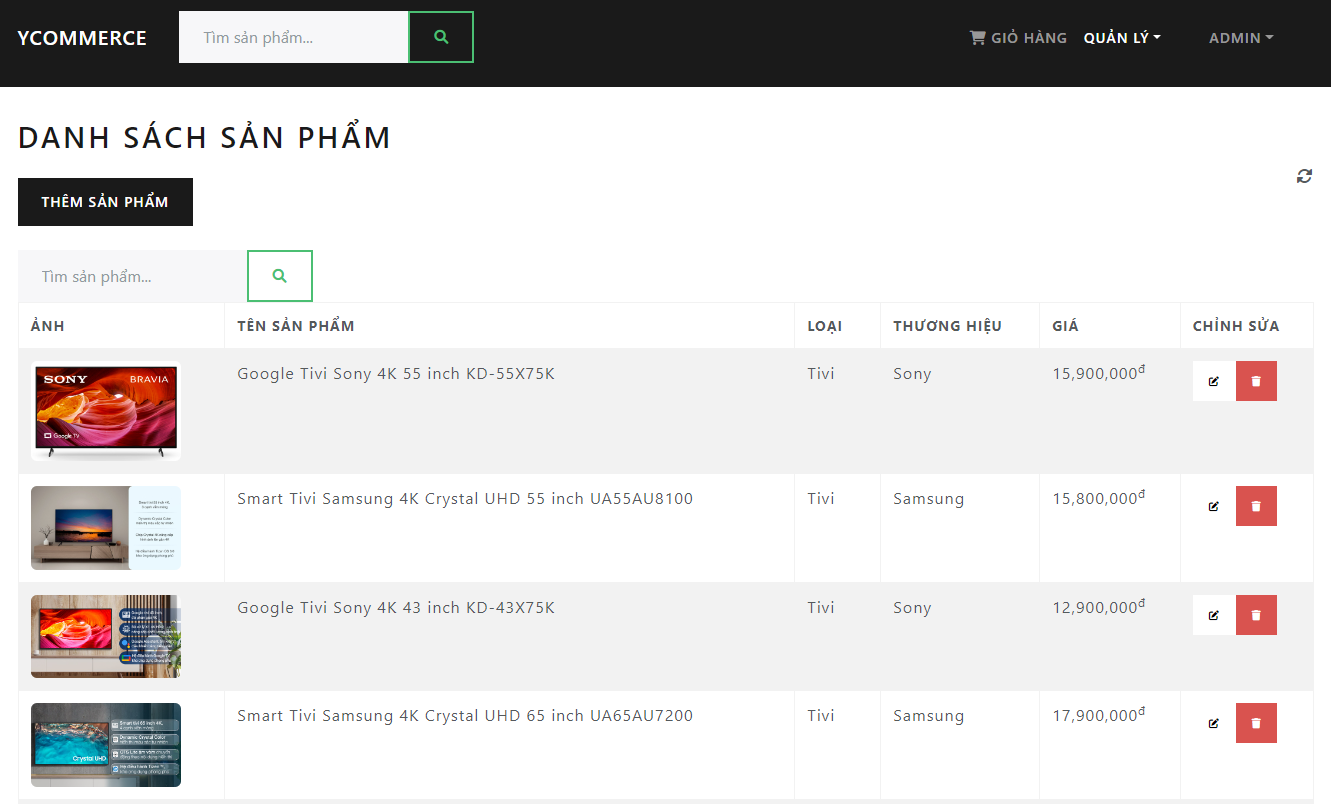 YCOMMERCE
Tìm sản phẩm...
GIỎ HÀNG
QUẢN LÝ
ADMIN
DANH SÁCH SẢN PHẨM
THÊM SẢN PHẨM
Tìm sản phẩm...
ẢNH TÊN SẢN PHẨM LOẠI THƯƠNG HIỆU GIÁ CHỈNH SỬA
SONY BRAVIA
Google TV
Google Tivi Sony 4K 55 inch KD-55X75K Tivi Sony 15,900,000đ
Smart Tivi Samsung 4K Crystal UHD 55 inch UA55AU8100 Tivi Samsung 15,800,000đ
Google Tivi Sony 4K 43 inch KD-43X75K Tivi Sony 12,900,000đ
Crystal UHD
Smart Tivi Samsung 4K Crystal UHD 65 inch UA65AU7200 Tivi Samsung 17,900,000đ